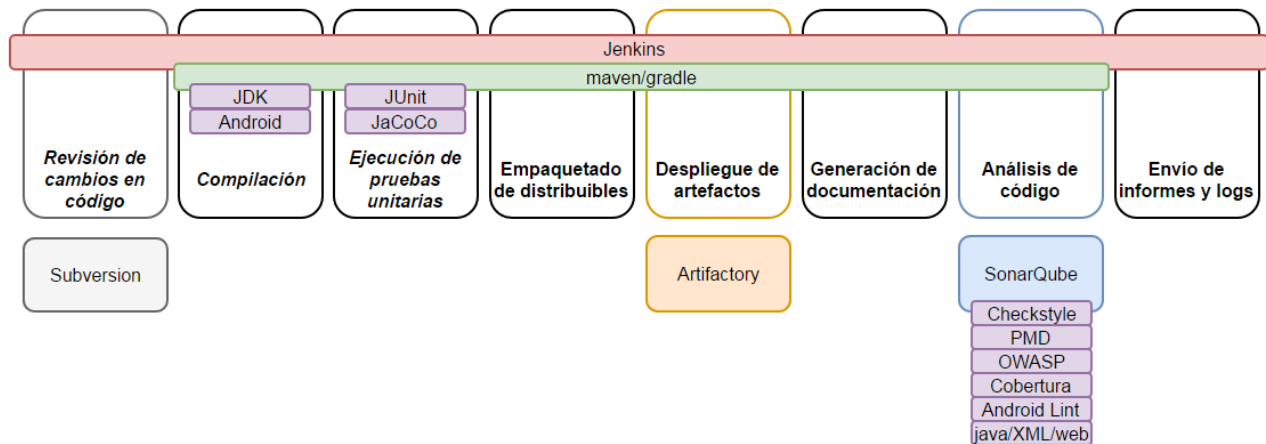 Jenkins
maven/gradle
JDK
Android
JUnit
JaCoCo
Revisión de
cambios en
código
Compilación
Ejecución de
pruebas
unitarias
Empaquetado
de distribuibles
Despliegue de
artefactos
Generación de
documentación
Análisis de
código
Envío de
informes y logs
Subversion
Artifactory
SonarQube
Checkstyle
PMD
OWASP
Cobertura
Android Lint
java/XML/web